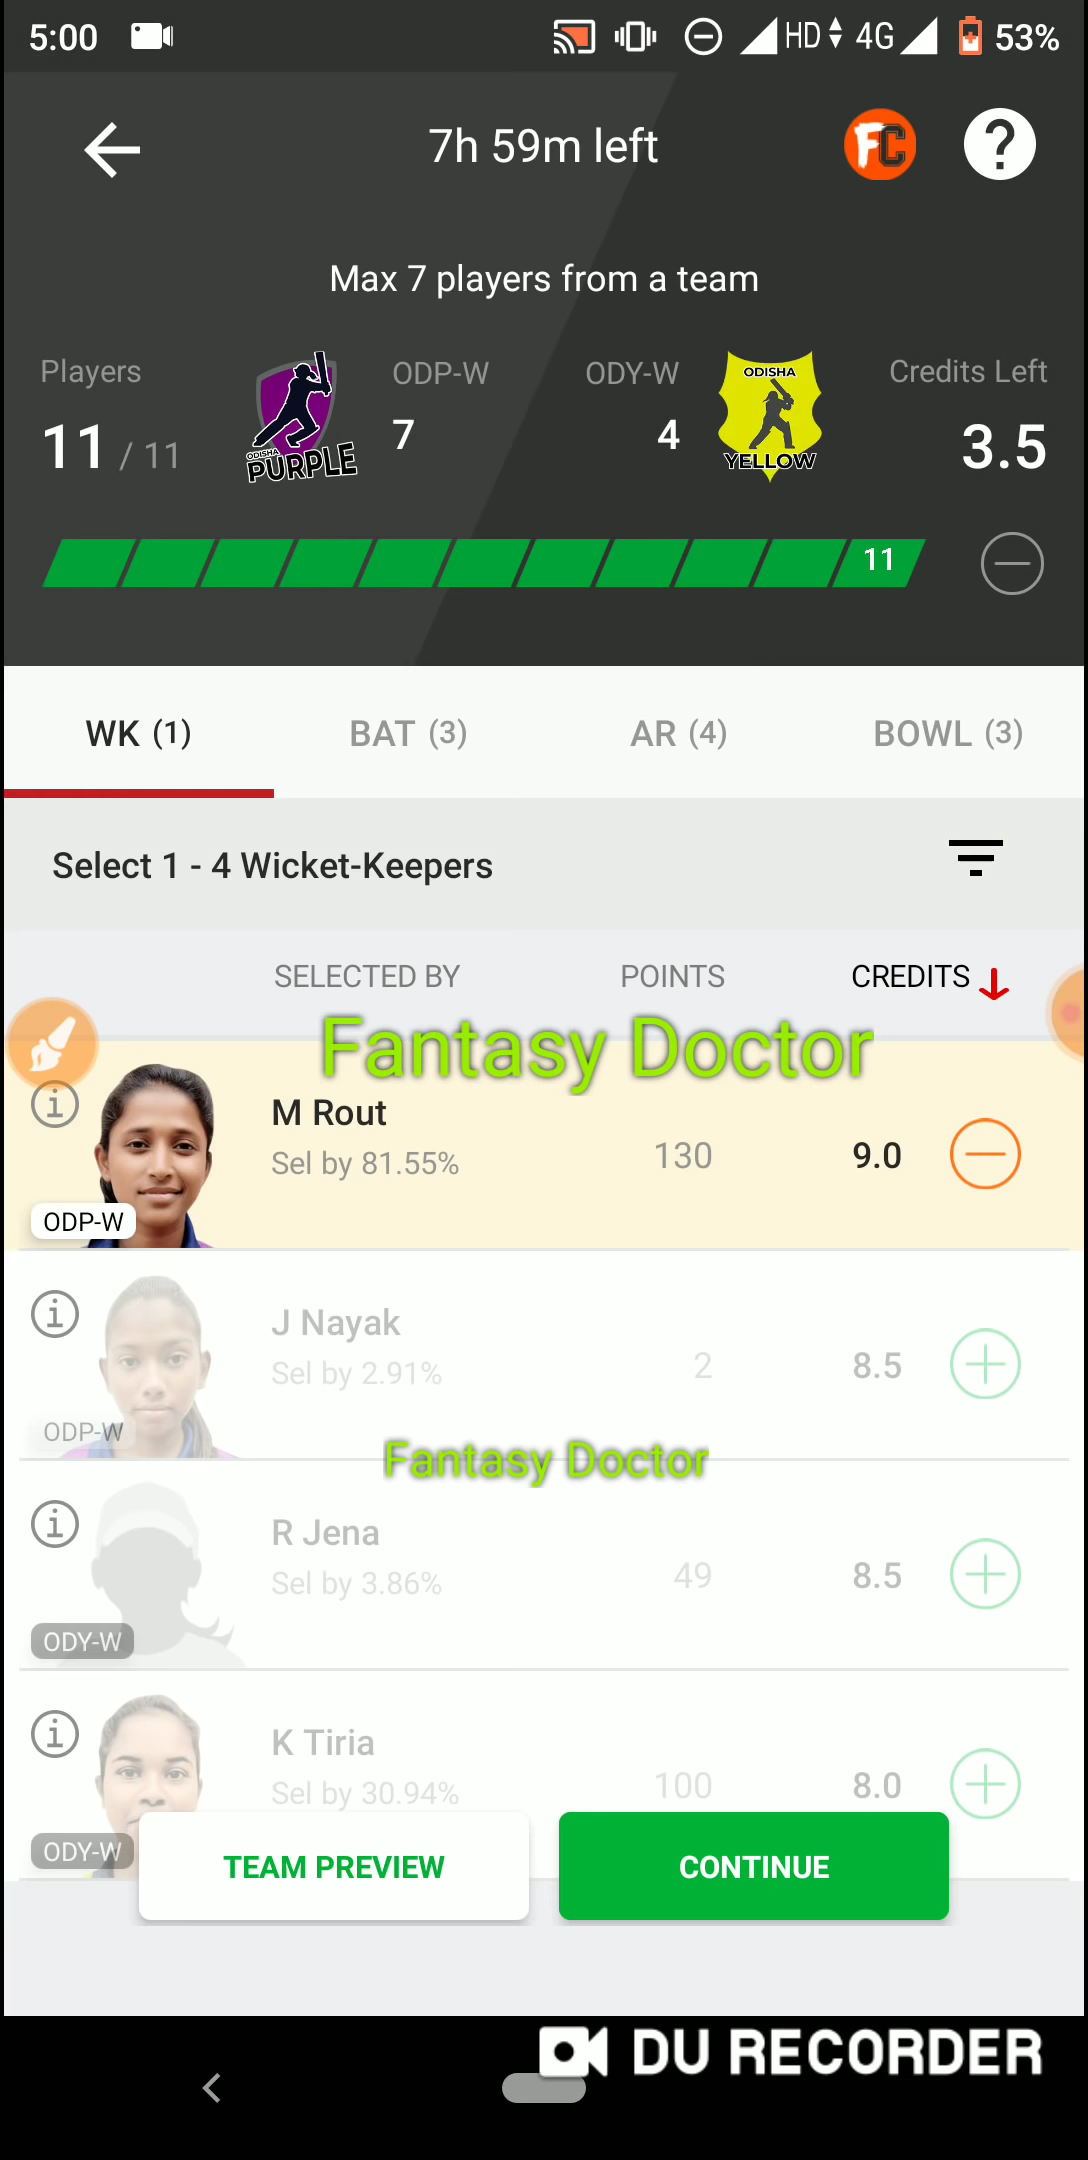 5:00 HD 4G 53%
7h 59m left FC ?
Max 7 players from a team
Players ODP-W ODY-W Credits Left
11 / 11 7 4 3.5
ODISHA PURPLE
ODISHA YELLOW
11
WK (1) BAT (3) AR (4) BOWL (3)
Select 1 - 4 Wicket-Keepers
SELECTED BY POINTS CREDITS
Fantasy Doctor
M Rout
Sel by 81.55% 130 9.0
ODP-W
J Nayak
Sel by 2.91% 2 8.5
ODP-W
Fantasy Doctor
R Jena
Sel by 3.86% 49 8.5
ODY-W
K Tiria
Sel by 30.94% 100 8.0
ODY-W
TEAM PREVIEW CONTINUE
DU RECORDER